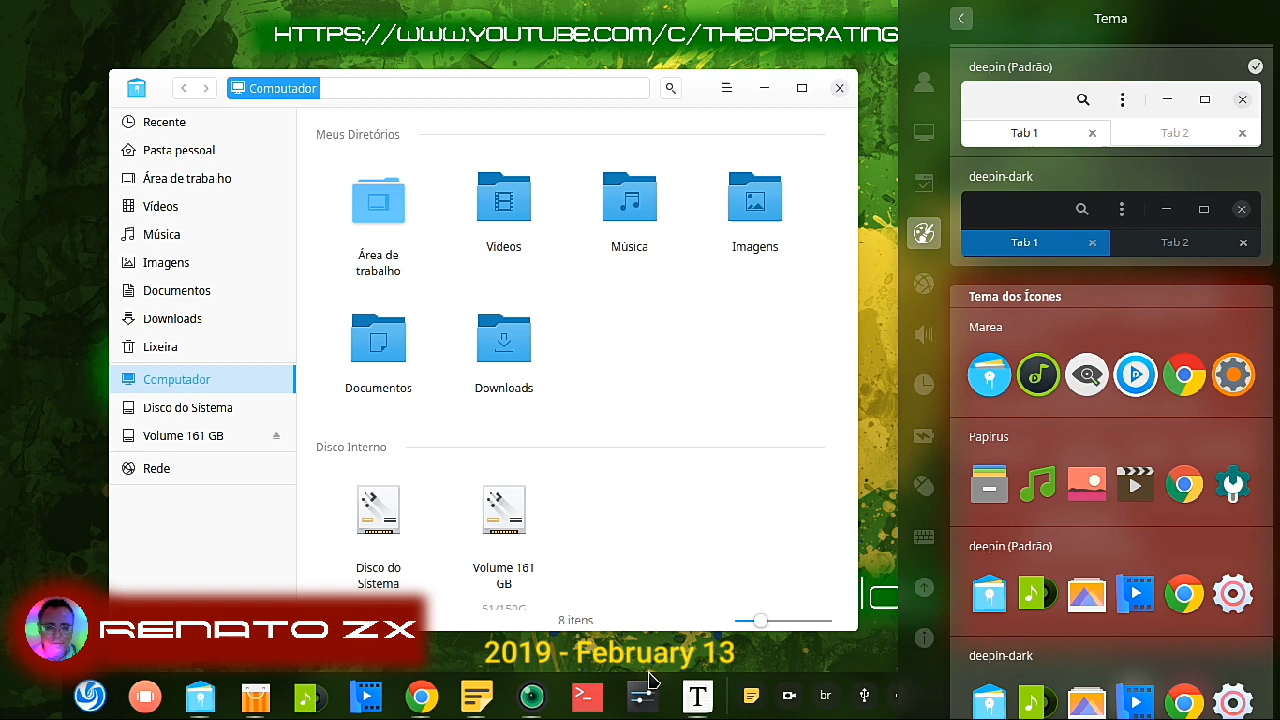 HTTPS://WWW.YOUTUBE.COM/C/THEOPERATING
Computador
Recente
Pasta pessoal
Área de trabalho
Vídeos
Música
Imagens
Documentos
Downloads
Lixeira
Computador
Disco do Sistema
Volume 161 GB
Rede
Meus Diretórios
Área de
trabalho
Vídeos
Música
Imagens
Documentos
Downloads
Disco Interno
Disco do
Sistema
Volume 161
GB
51/150G
8 itens
RENATO ZX
2019 - February 13
T
br
Tema
deepin (Padrão)
Tab 1
Tab 2
deepin-dark
Tab 1
Tab 2
Tema dos Ícones
Marea
Papirus
deepin (Padrão)
deepin-dark